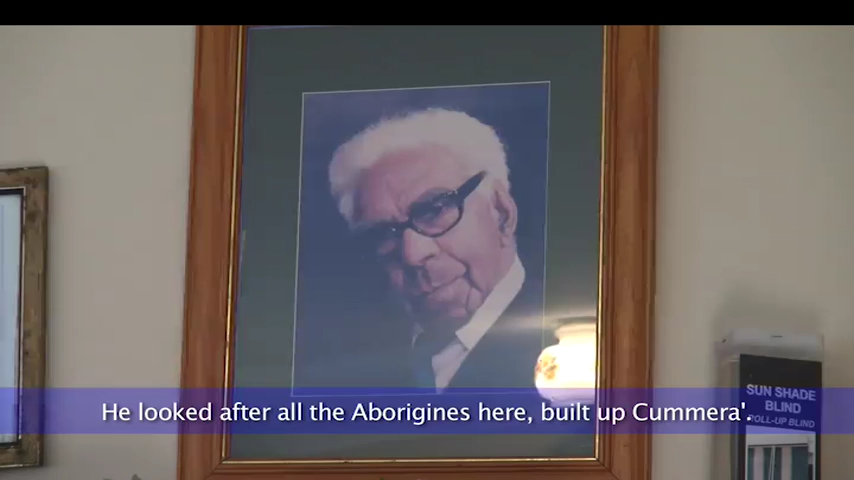 He looked after all the Aborigines here, built up Cummera'.
SUN SHADE
BLIND
ROLL-UP BLIND